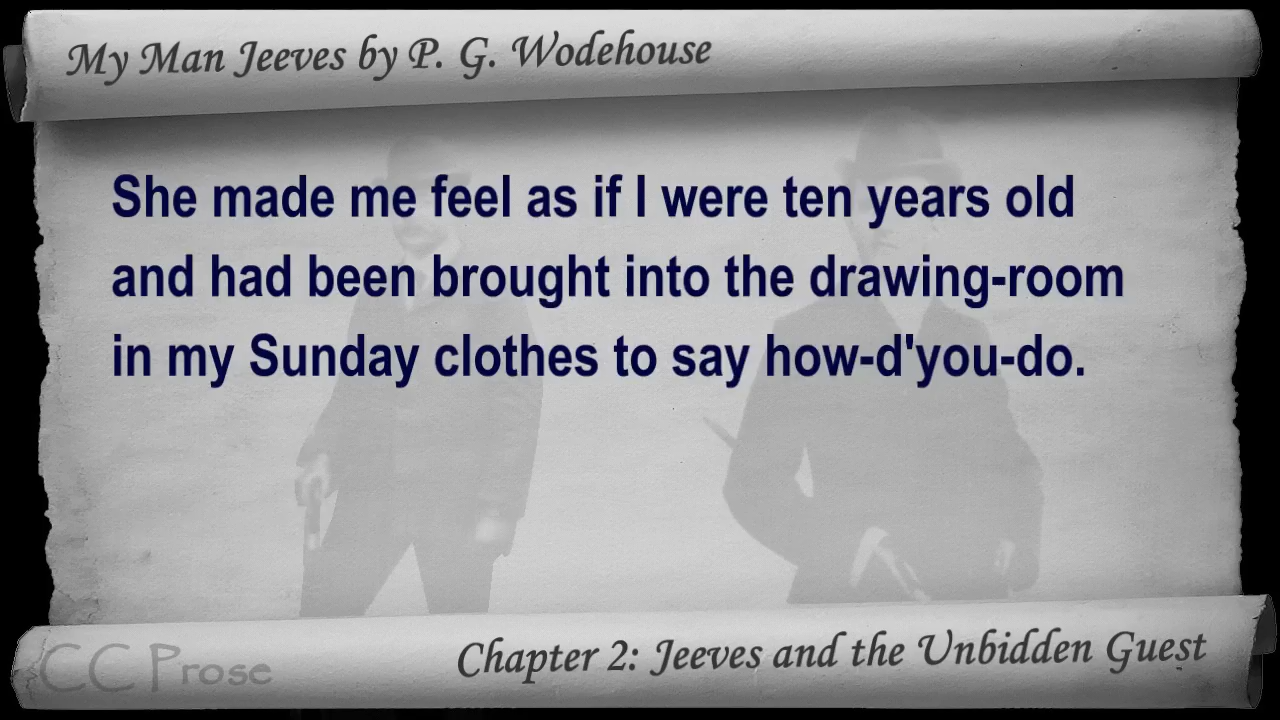 My Man Jeeves by P. G. Wodehouse
She made me feel as if I were ten years old
and had been brought into the drawing-room
in my Sunday clothes to say how-d'you-do.
CC Prose
Chapter 2: Jeeves and the Unbidden Guest